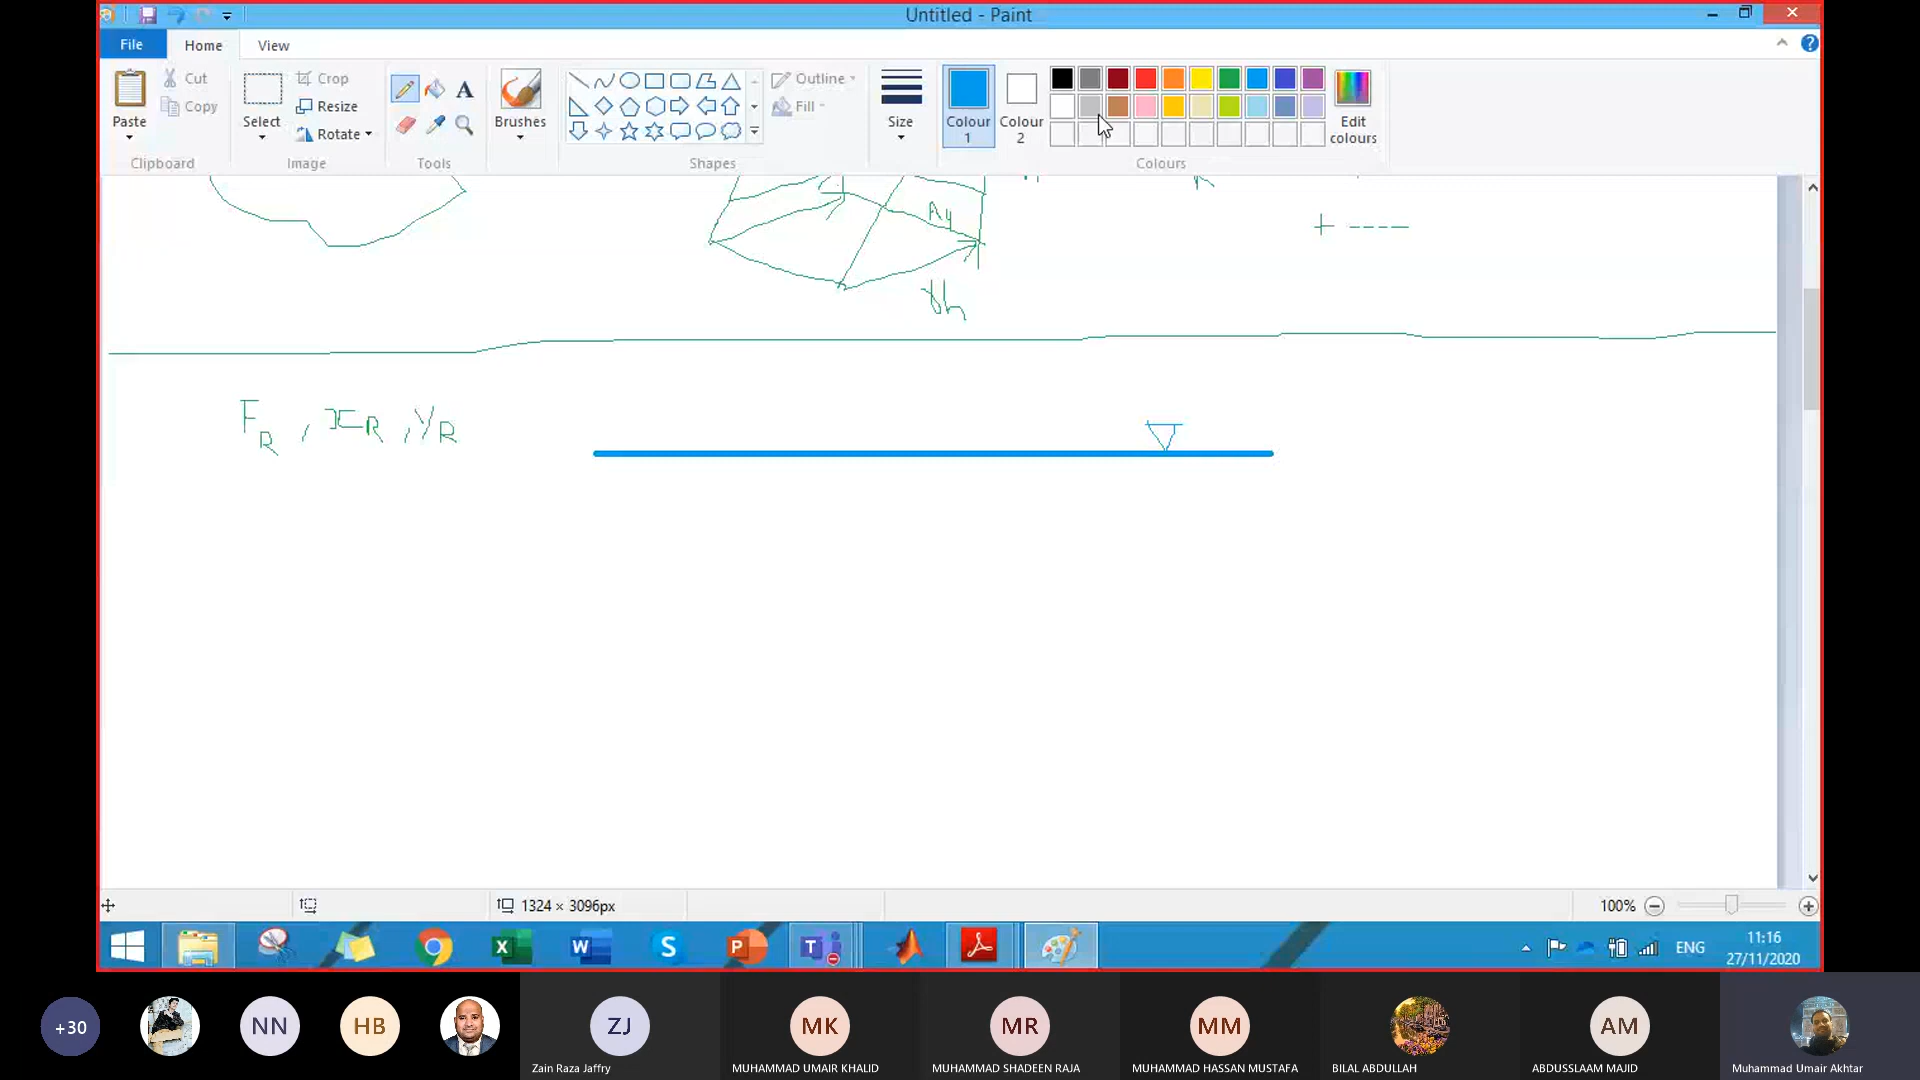 Untitled - Paint
File Home View
Paste
Cut
Copy
Clipboard
Select
Crop
Resize
Rotate
Image
A
Tools
Brushes
Outline
Fill
Shapes
Size
Colour 1
Colour 2
Edit colours
Colours
Ay
+ ----
γh
F_R , x_R , y_R
1324 × 3096px
100%
X W S P T
ENG
11:16
27/11/2020
+30
NN
HB
ZJ
Zain Raza Jaffry
MK
MUHAMMAD UMAIR KHALID
MR
MUHAMMAD SHADEEN RAJA
MM
MUHAMMAD HASSAN MUSTAFA
BILAL ABDULLAH
AM
ABDUSSLAAM MAJID
Muhammad Umair Akhtar